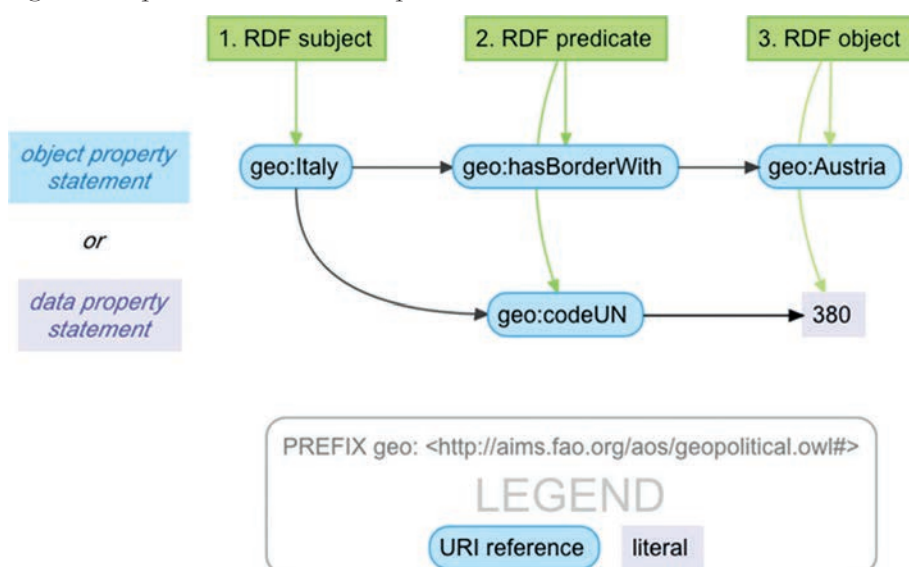 1. RDF subject
2. RDF predicate
3. RDF object
object property
statement
geo:Italy
geo:hasBorderWith
geo:Austria
or
data property
statement
geo:codeUN
380
PREFIX geo: <http://aims.fao.org/aos/geopolitical.owl#>
LEGEND
URI reference
literal